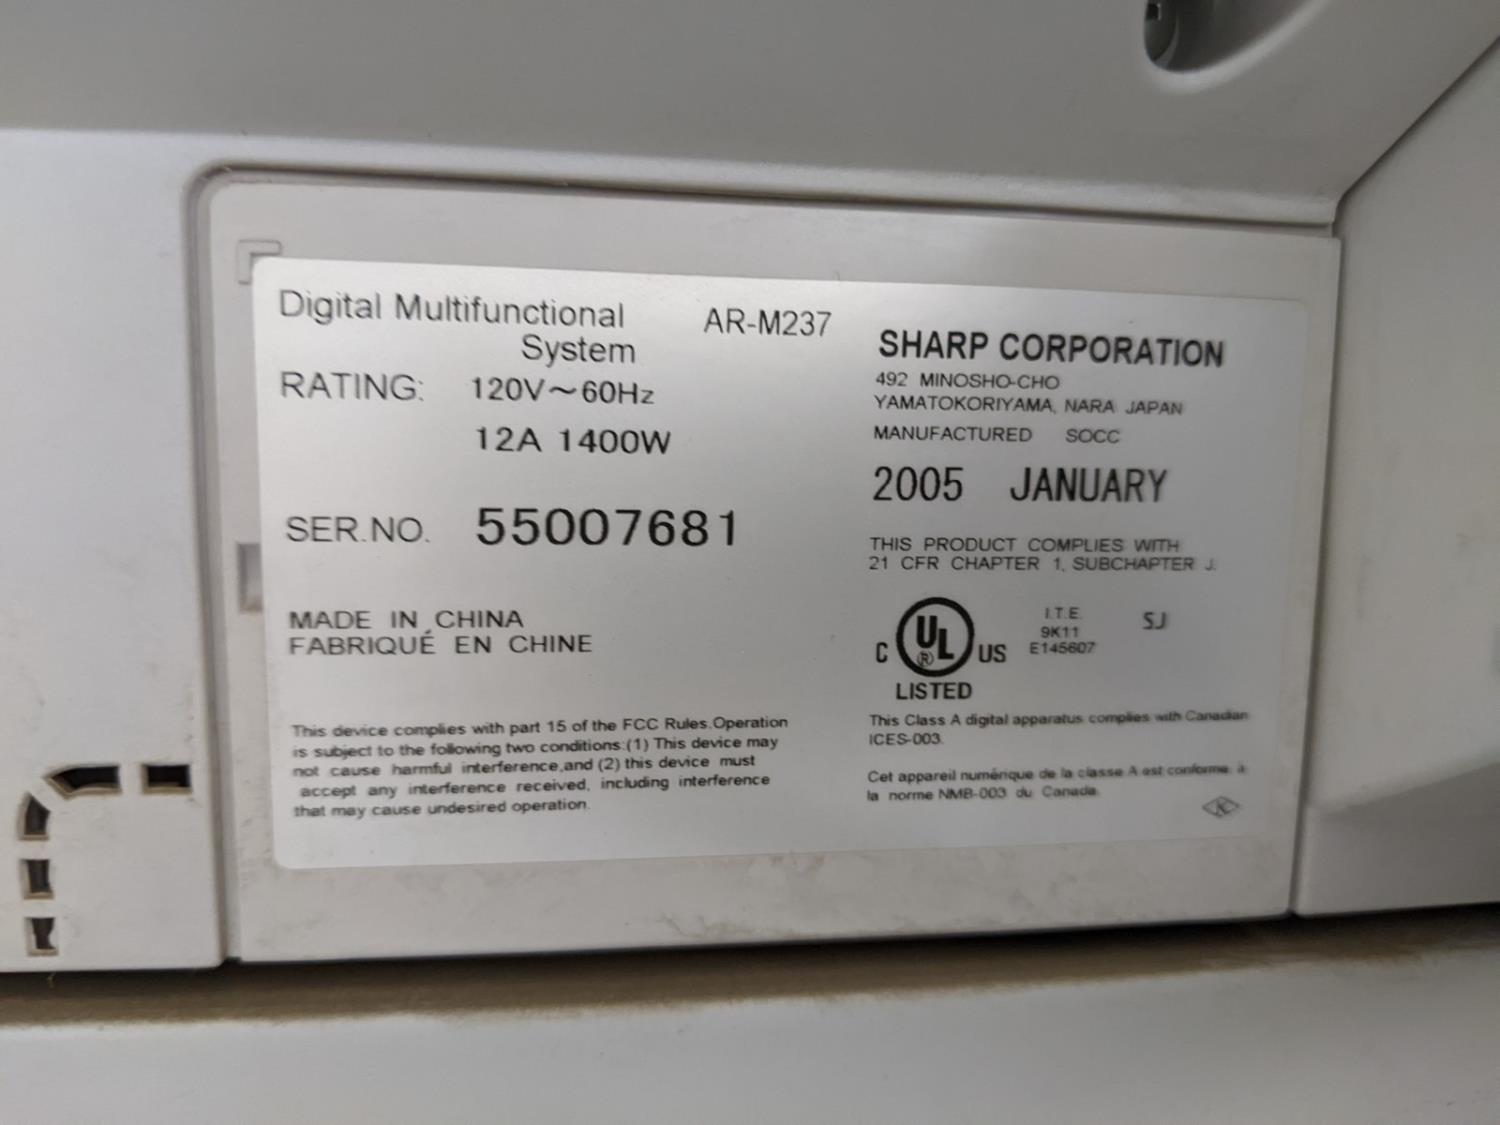 Digital Multifunctional System AR-M237
RATING: 120V～60Hz
12A 1400W
SER.NO. 55007681
MADE IN CHINA
FABRIQUÉ EN CHINE
This device complies with part 15 of the FCC Rules.Operation
is subject to the following two conditions:(1) This device may
not cause harmful interference,and (2) this device must
accept any interference received, including interference
that may cause undesired operation.
SHARP CORPORATION
492 MINOSHO-CHO
YAMATOKORIYAMA, NARA JAPAN
MANUFACTURED SOCC
2005 JANUARY
THIS PRODUCT COMPLIES WITH
21 CFR CHAPTER 1, SUBCHAPTER J.
C UL ® US
LISTED
I.T.E.
9K11
E145607
SJ
This Class A digital apparatus complies with Canadian
ICES-003.
Cet appareil numérique de la classe A est conforme à
la norme NMB-003 du Canada.